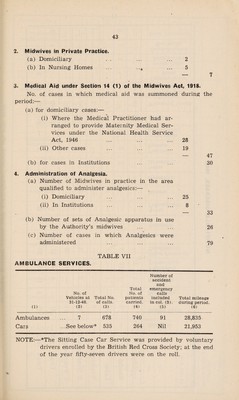 43
2. Midwives in Private Practice.
(a) Domiciliary ... ... ... 2
(b) In Nursing Homes ... ... ... 5
— 7
3. Medical Aid under Section 14 (1) of the Midwives Act, 1918.
No. of cases in which medical aid was summoned during the
period:—
(a) for domiciliary cases:—
(i) Where the Medical Practitioner had ar-
ranged to provide Maternity Medical Ser-
vices under the National Health Service
Act, 1946 ... ... ... 28
(ii) Other cases ... ... ... 19
— 47
(b) for cases in Institutions 20
4. Administration of Analgesia.
(a) Number of Midwives in practice in the area
qualified to administer analgesics:—
(i) Domiciliary ... ... ... 25
(ii) In Institutions ... ... ... 8
— 33
(b) Number of sets of Analgesic apparatus in use
by the Authority's midwives ... ... 26
(c) Number of cases in which Analgesics were
administered ... ... ... 79
TABLE VII
AMBULANCE SERVICES.
(1) No. of Vehicles at 31-12-48. (2) Total No. of calls. (3) Total No. of patients carried. (4) Number of accident and emergency calls included in col. (3). (5) Total mileage during period. (6)
Ambulances ... 7 678 740 91 28,835
Cars ...See below* 535 264 Nil 21,953
NOTE:—*The Sitting Case Car Service was provided by voluntary
drivers enrolled by the British Red Cross Society; at the end
of the year fifty-seven drivers were on the roll.